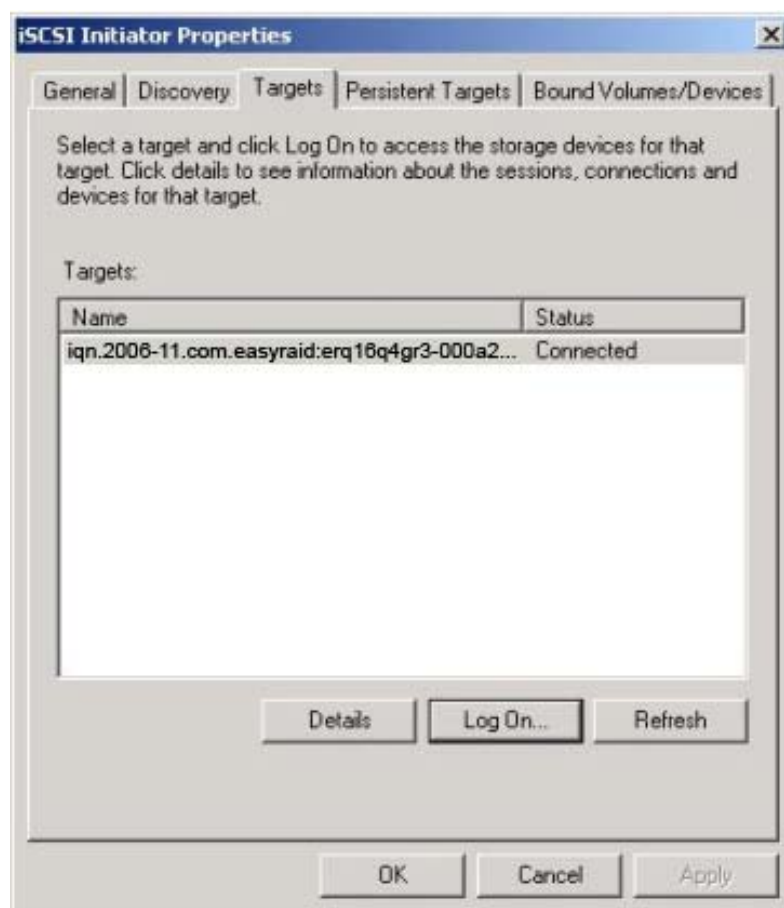 iSCSI Initiator Properties
General Discovery Targets Persistent Targets Bound Volumes/Devices
Select a target and click Log On to access the storage devices for that
target. Click details to see information about the sessions, connections and
devices for that target.
Targets:
Name Status
iqn.2006-11.com.easyraid:erq16q4gr3-000a2... Connected
Details Log On... Refresh
OK Cancel Apply